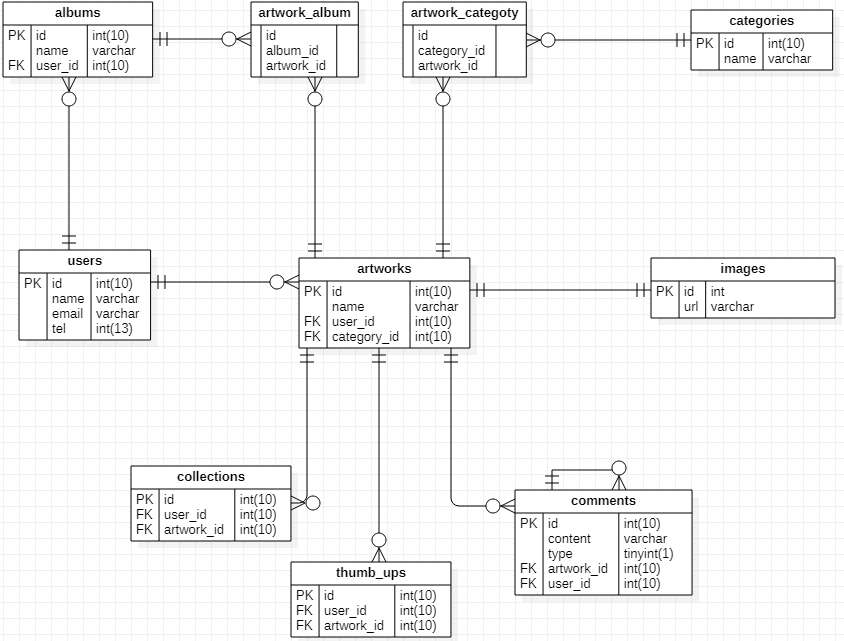 albums
PK id int(10)
name varchar
FK user_id int(10)
artwork_album
id
album_id
artwork_id
artwork_categoty
id
category_id
artwork_id
categories
PK id int(10)
name varchar
users
PK id int(10)
name varchar
email varchar
tel int(13)
artworks
PK id int(10)
name varchar
FK user_id int(10)
FK category_id int(10)
images
PK id int
url varchar
collections
PK id int(10)
FK user_id int(10)
FK artwork_id int(10)
comments
PK id int(10)
content varchar
type tinyint(1)
FK artwork_id int(10)
FK user_id int(10)
thumb_ups
PK id int(10)
FK user_id int(10)
FK artwork_id int(10)